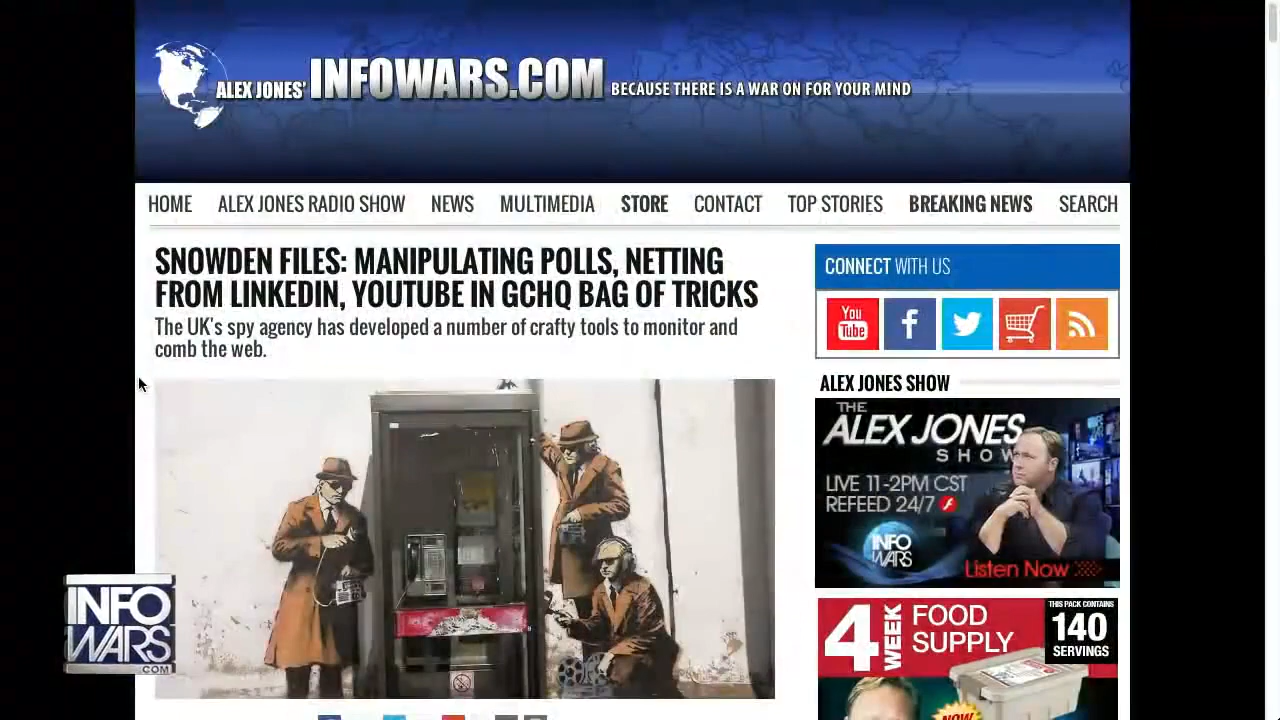 ALEX JONES' INFOWARS.COM BECAUSE THERE IS A WAR ON FOR YOUR MIND
HOME ALEX JONES RADIO SHOW NEWS MULTIMEDIA STORE CONTACT TOP STORIES BREAKING NEWS SEARCH
SNOWDEN FILES: MANIPULATING POLLS, NETTING
FROM LINKEDIN, YOUTUBE IN GCHQ BAG OF TRICKS
The UK's spy agency has developed a number of crafty tools to monitor and
comb the web.
CONNECT WITH US
You
Tube
ALEX JONES SHOW
THE
ALEX JONES
SHOW
LIVE 11-2PM CST
REFEED 24/7
INFO
WARS
Listen Now
4 WEEK
FOOD
SUPPLY
THIS PACK CONTAINS
140
SERVINGS
NOW
INFO
WARS
.COM